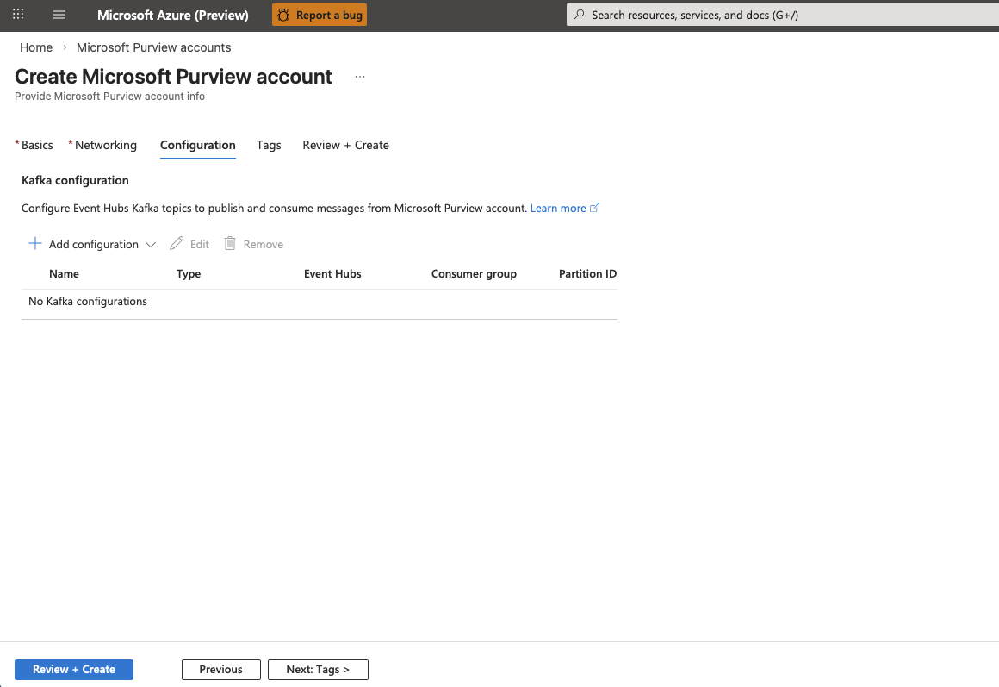 Microsoft Azure (Preview) Report a bug Search resources, services, and docs (G+/)
Home > Microsoft Purview accounts
Create Microsoft Purview account ...
Provide Microsoft Purview account info
* Basics * Networking Configuration Tags Review + Create
Kafka configuration
Configure Event Hubs Kafka topics to publish and consume messages from Microsoft Purview account. Learn more
Add configuration Edit Remove
Name Type Event Hubs Consumer group Partition ID
No Kafka configurations
Review + Create Previous Next: Tags >